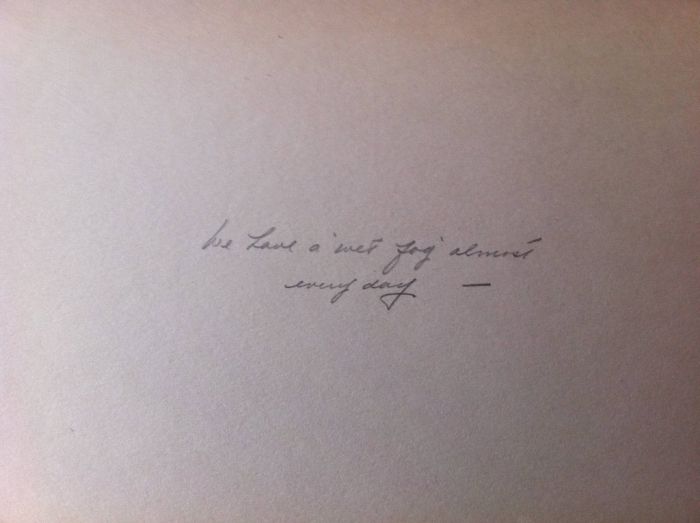 We have a 'wet fog' almost
every day —